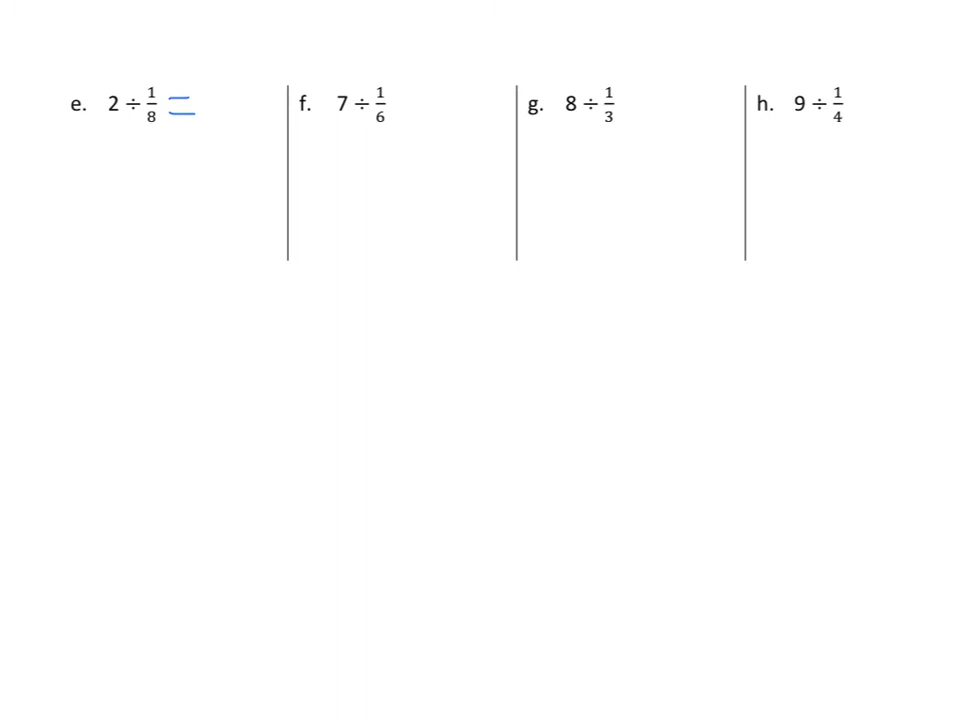 e. 2 ÷ 1/8 =
f. 7 ÷ 1/6
g. 8 ÷ 1/3
h. 9 ÷ 1/4